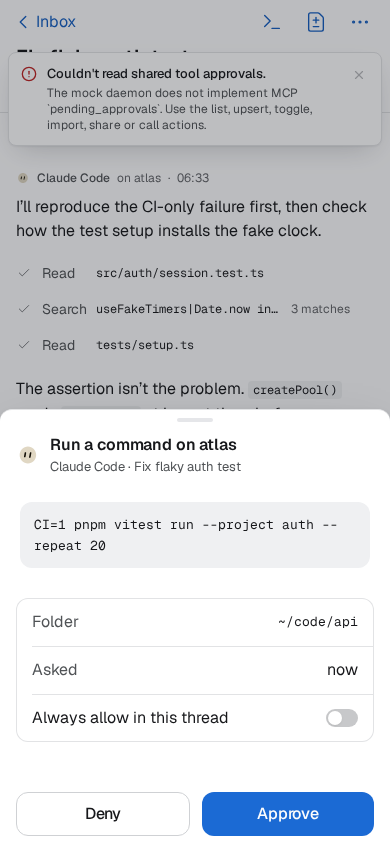 Inbox
Couldn't read shared tool approvals.
The mock daemon does not implement MCP
`pending_approvals`. Use the list, upsert, toggle,
import, share or call actions.
Claude Code on atlas · 06:33
I'll reproduce the CI-only failure first, then check
how the test setup installs the fake clock.
Read src/auth/session.test.ts
Search useFakeTimers|Date.now in… 3 matches
Read tests/setup.ts
The assertion isn't the problem. createPool()
Run a command on atlas
Claude Code · Fix flaky auth test
CI=1 pnpm vitest run --project auth --
repeat 20
Folder ~/code/api
Asked now
Always allow in this thread
Deny Approve